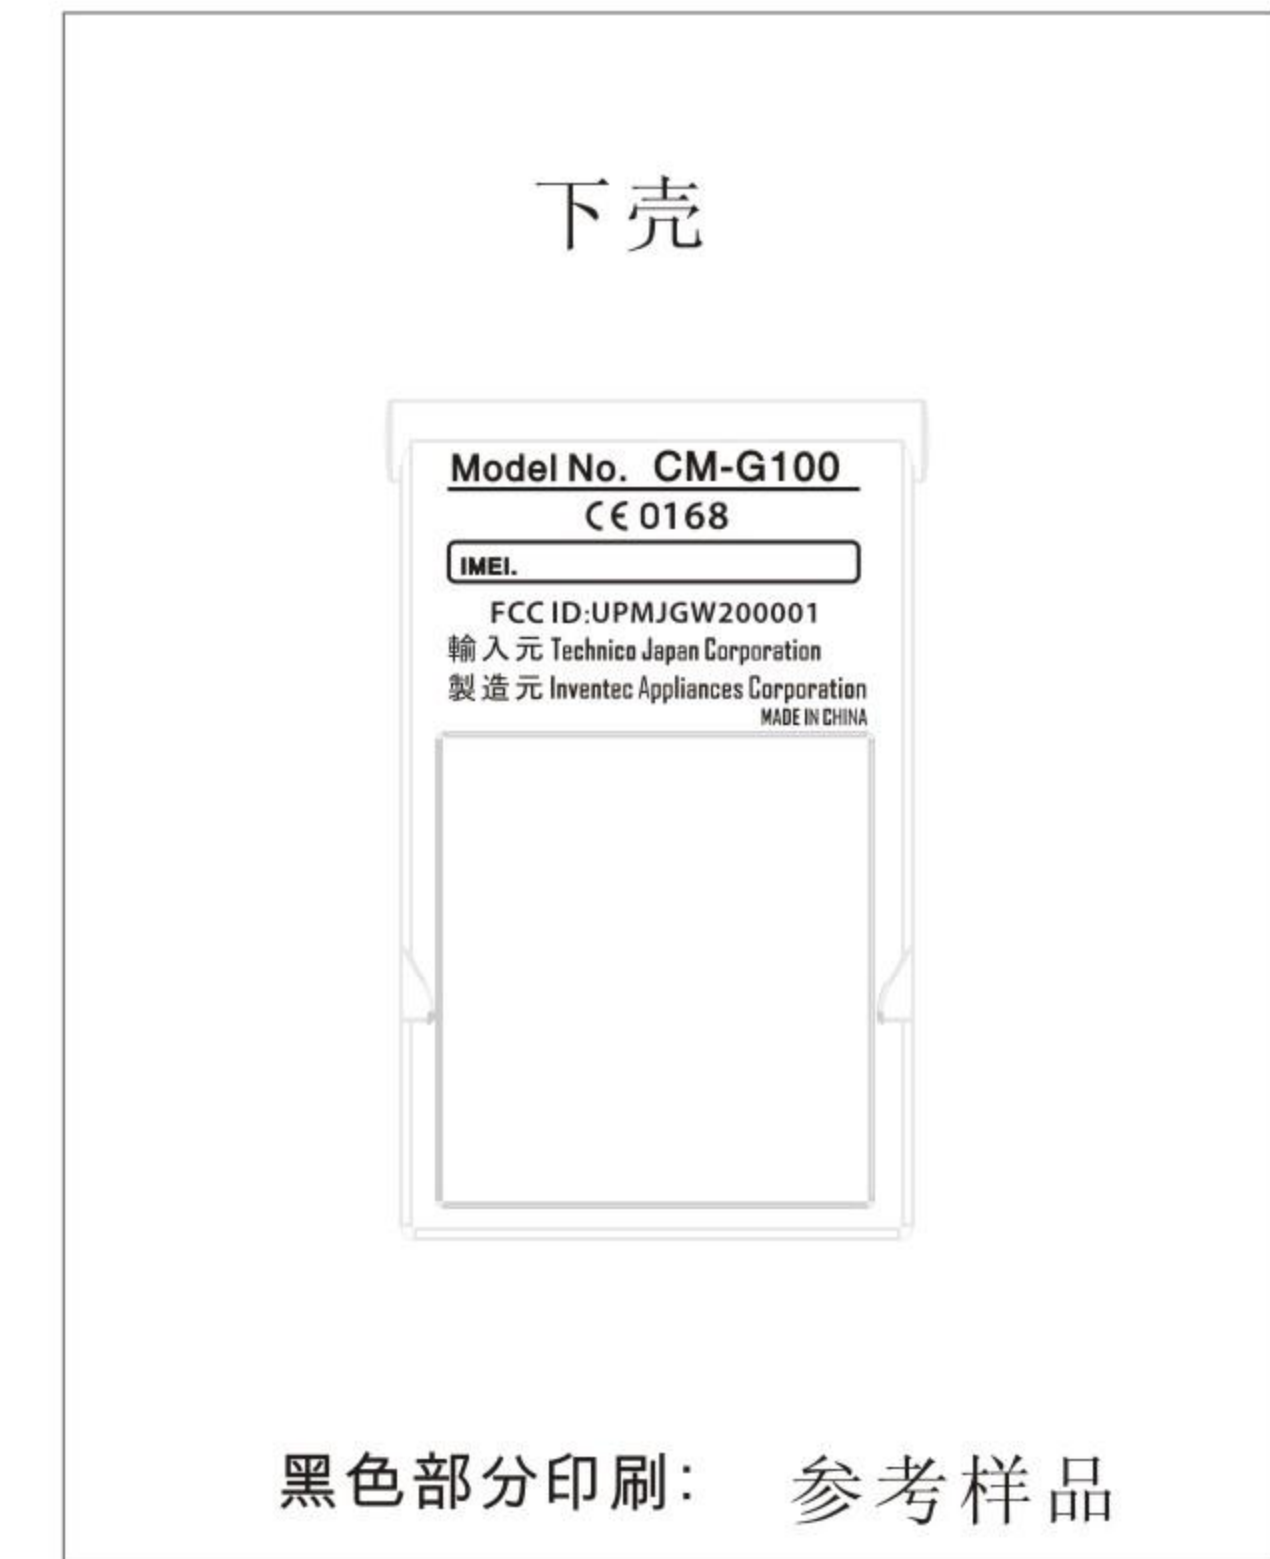 下壳
Model No. CM-G100
CE 0168
IMEI.
FCC ID:UPMJGW200001
輸入元 Technico Japan Corporation
製造元 Inventec Appliances Corporation
MADE IN CHINA
黑色部分印刷: 参考样品